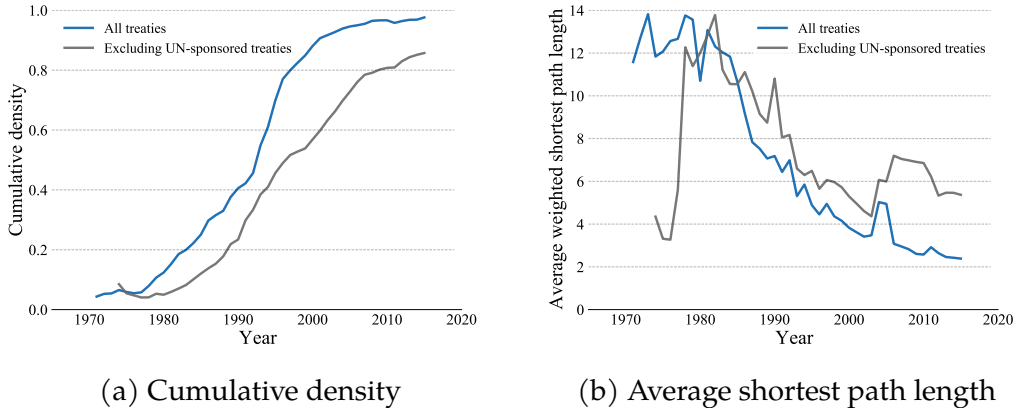 Cumulative density
1.0
0.8
0.6
0.4
0.2
0.0
All treaties
Excluding UN-sponsored treaties
1970 1980 1990 2000 2010 2020
Year
(a) Cumulative density
Average weighted shortest path length
14
12
10
8
6
4
2
0
All treaties
Excluding UN-sponsored treaties
1970 1980 1990 2000 2010 2020
Year
(b) Average shortest path length